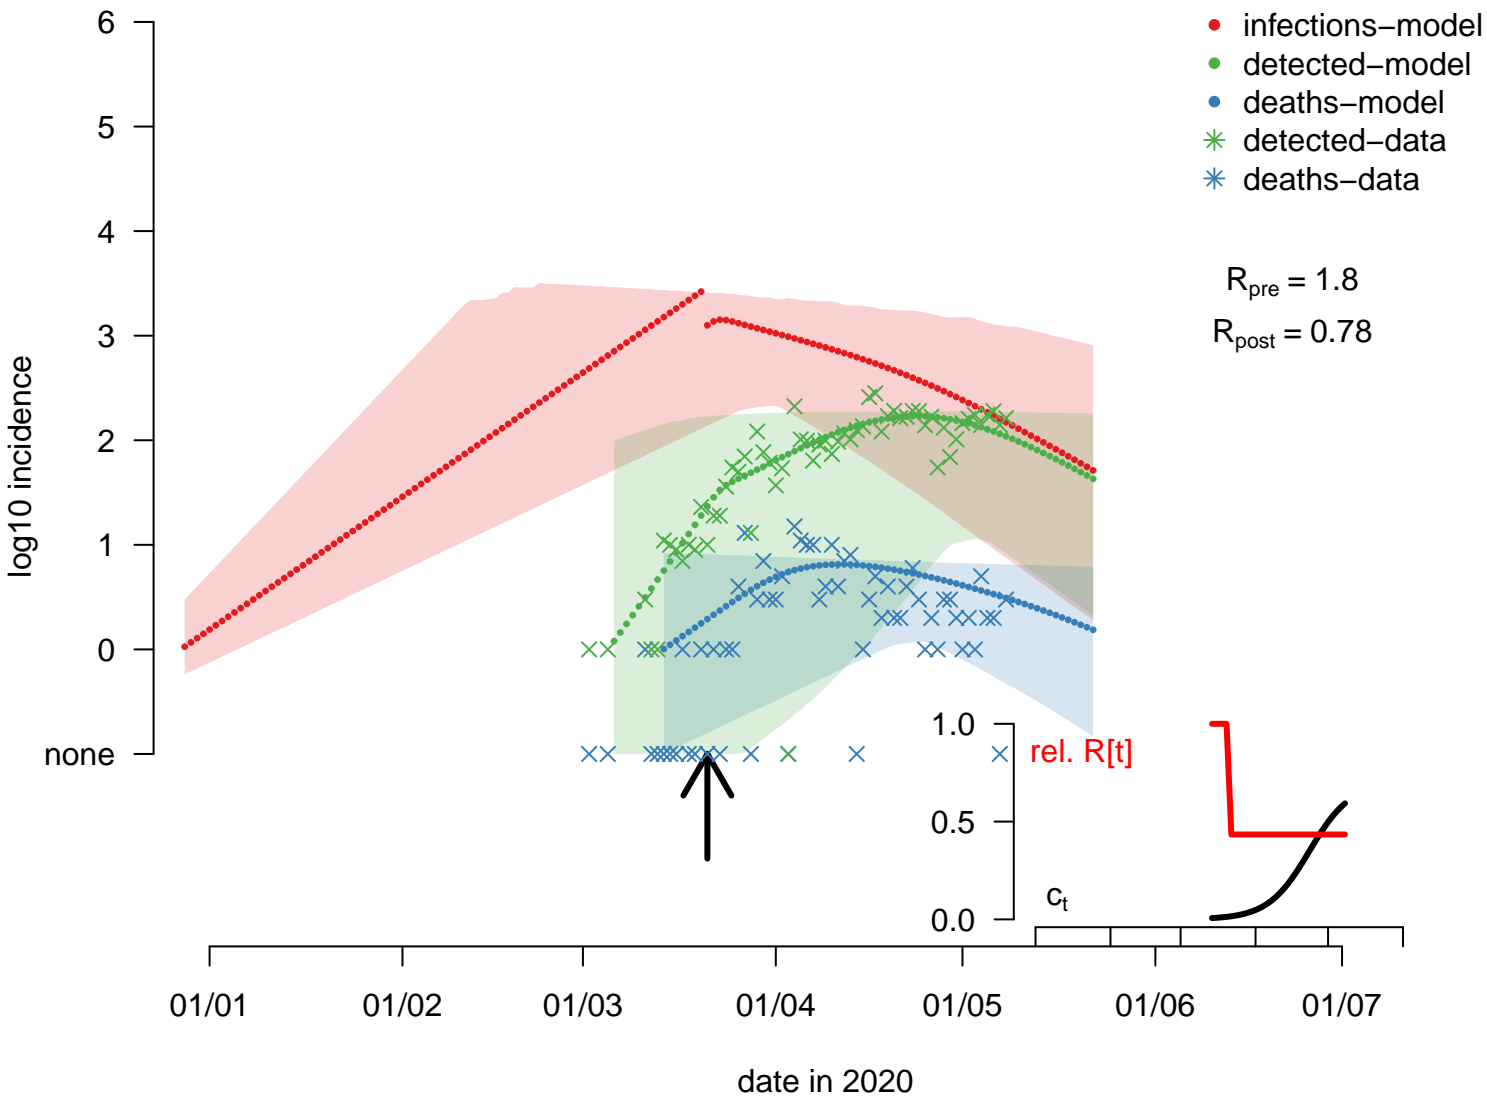 6
5
4
3
2
1
0
none
log10 incidence
infections−model
detected−model
deaths−model
detected−data
deaths−data
Rpre = 1.8
Rpost = 0.78
1.0
0.5
0.0
rel. R[t]
ct
01/01
01/02
01/03
01/04
01/05
01/06
01/07
date in 2020